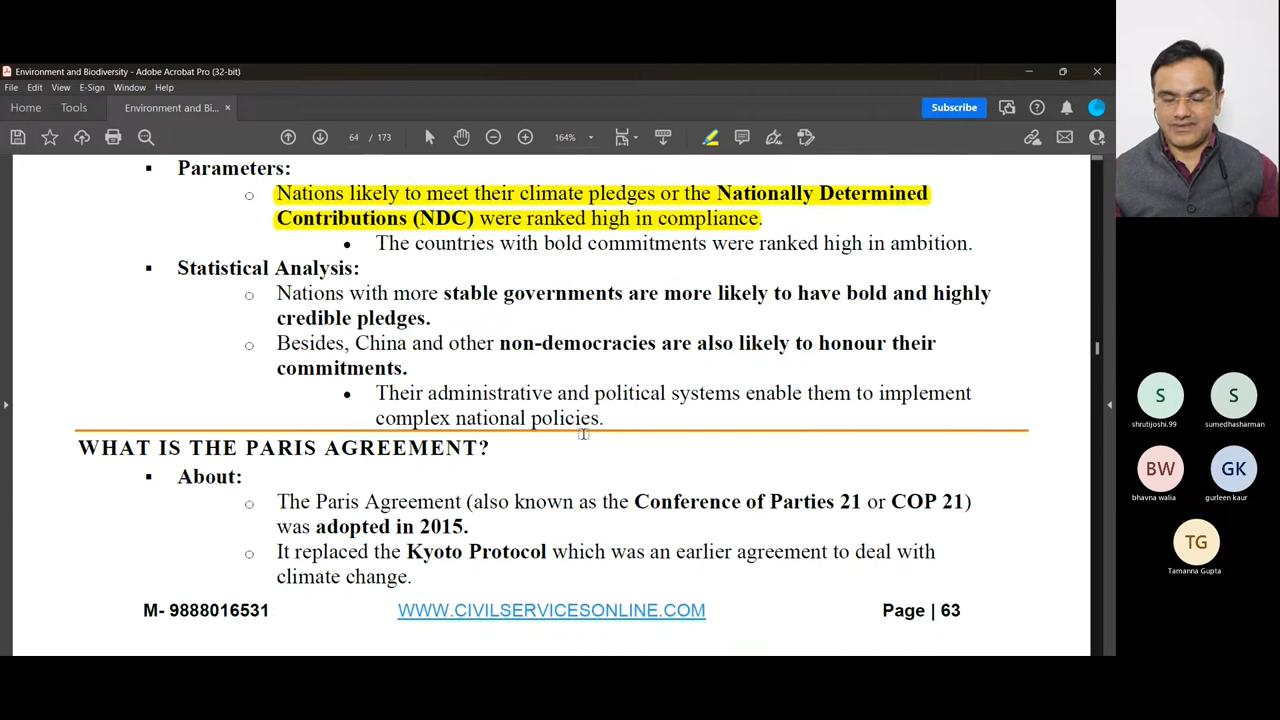 Environment and Biodiversity - Adobe Acrobat Pro (32-bit)
File Edit View E-Sign Window Help
Home Tools Environment and Bi... × Subscribe
64 / 173 164%
▪ Parameters:
o Nations likely to meet their climate pledges or the Nationally Determined
Contributions (NDC) were ranked high in compliance.
• The countries with bold commitments were ranked high in ambition.
▪ Statistical Analysis:
o Nations with more stable governments are more likely to have bold and highly
credible pledges.
o Besides, China and other non-democracies are also likely to honour their
commitments.
• Their administrative and political systems enable them to implement
complex national policies.
WHAT IS THE PARIS AGREEMENT?
▪ About:
o The Paris Agreement (also known as the Conference of Parties 21 or COP 21)
was adopted in 2015.
o It replaced the Kyoto Protocol which was an earlier agreement to deal with
climate change.
M- 9888016531 WWW.CIVILSERVICESONLINE.COM Page | 63
S S
shrutijoshi.99 sumedhasharman
BW GK
bhavna walia gurleen kaur
TG
Tamanna Gupta